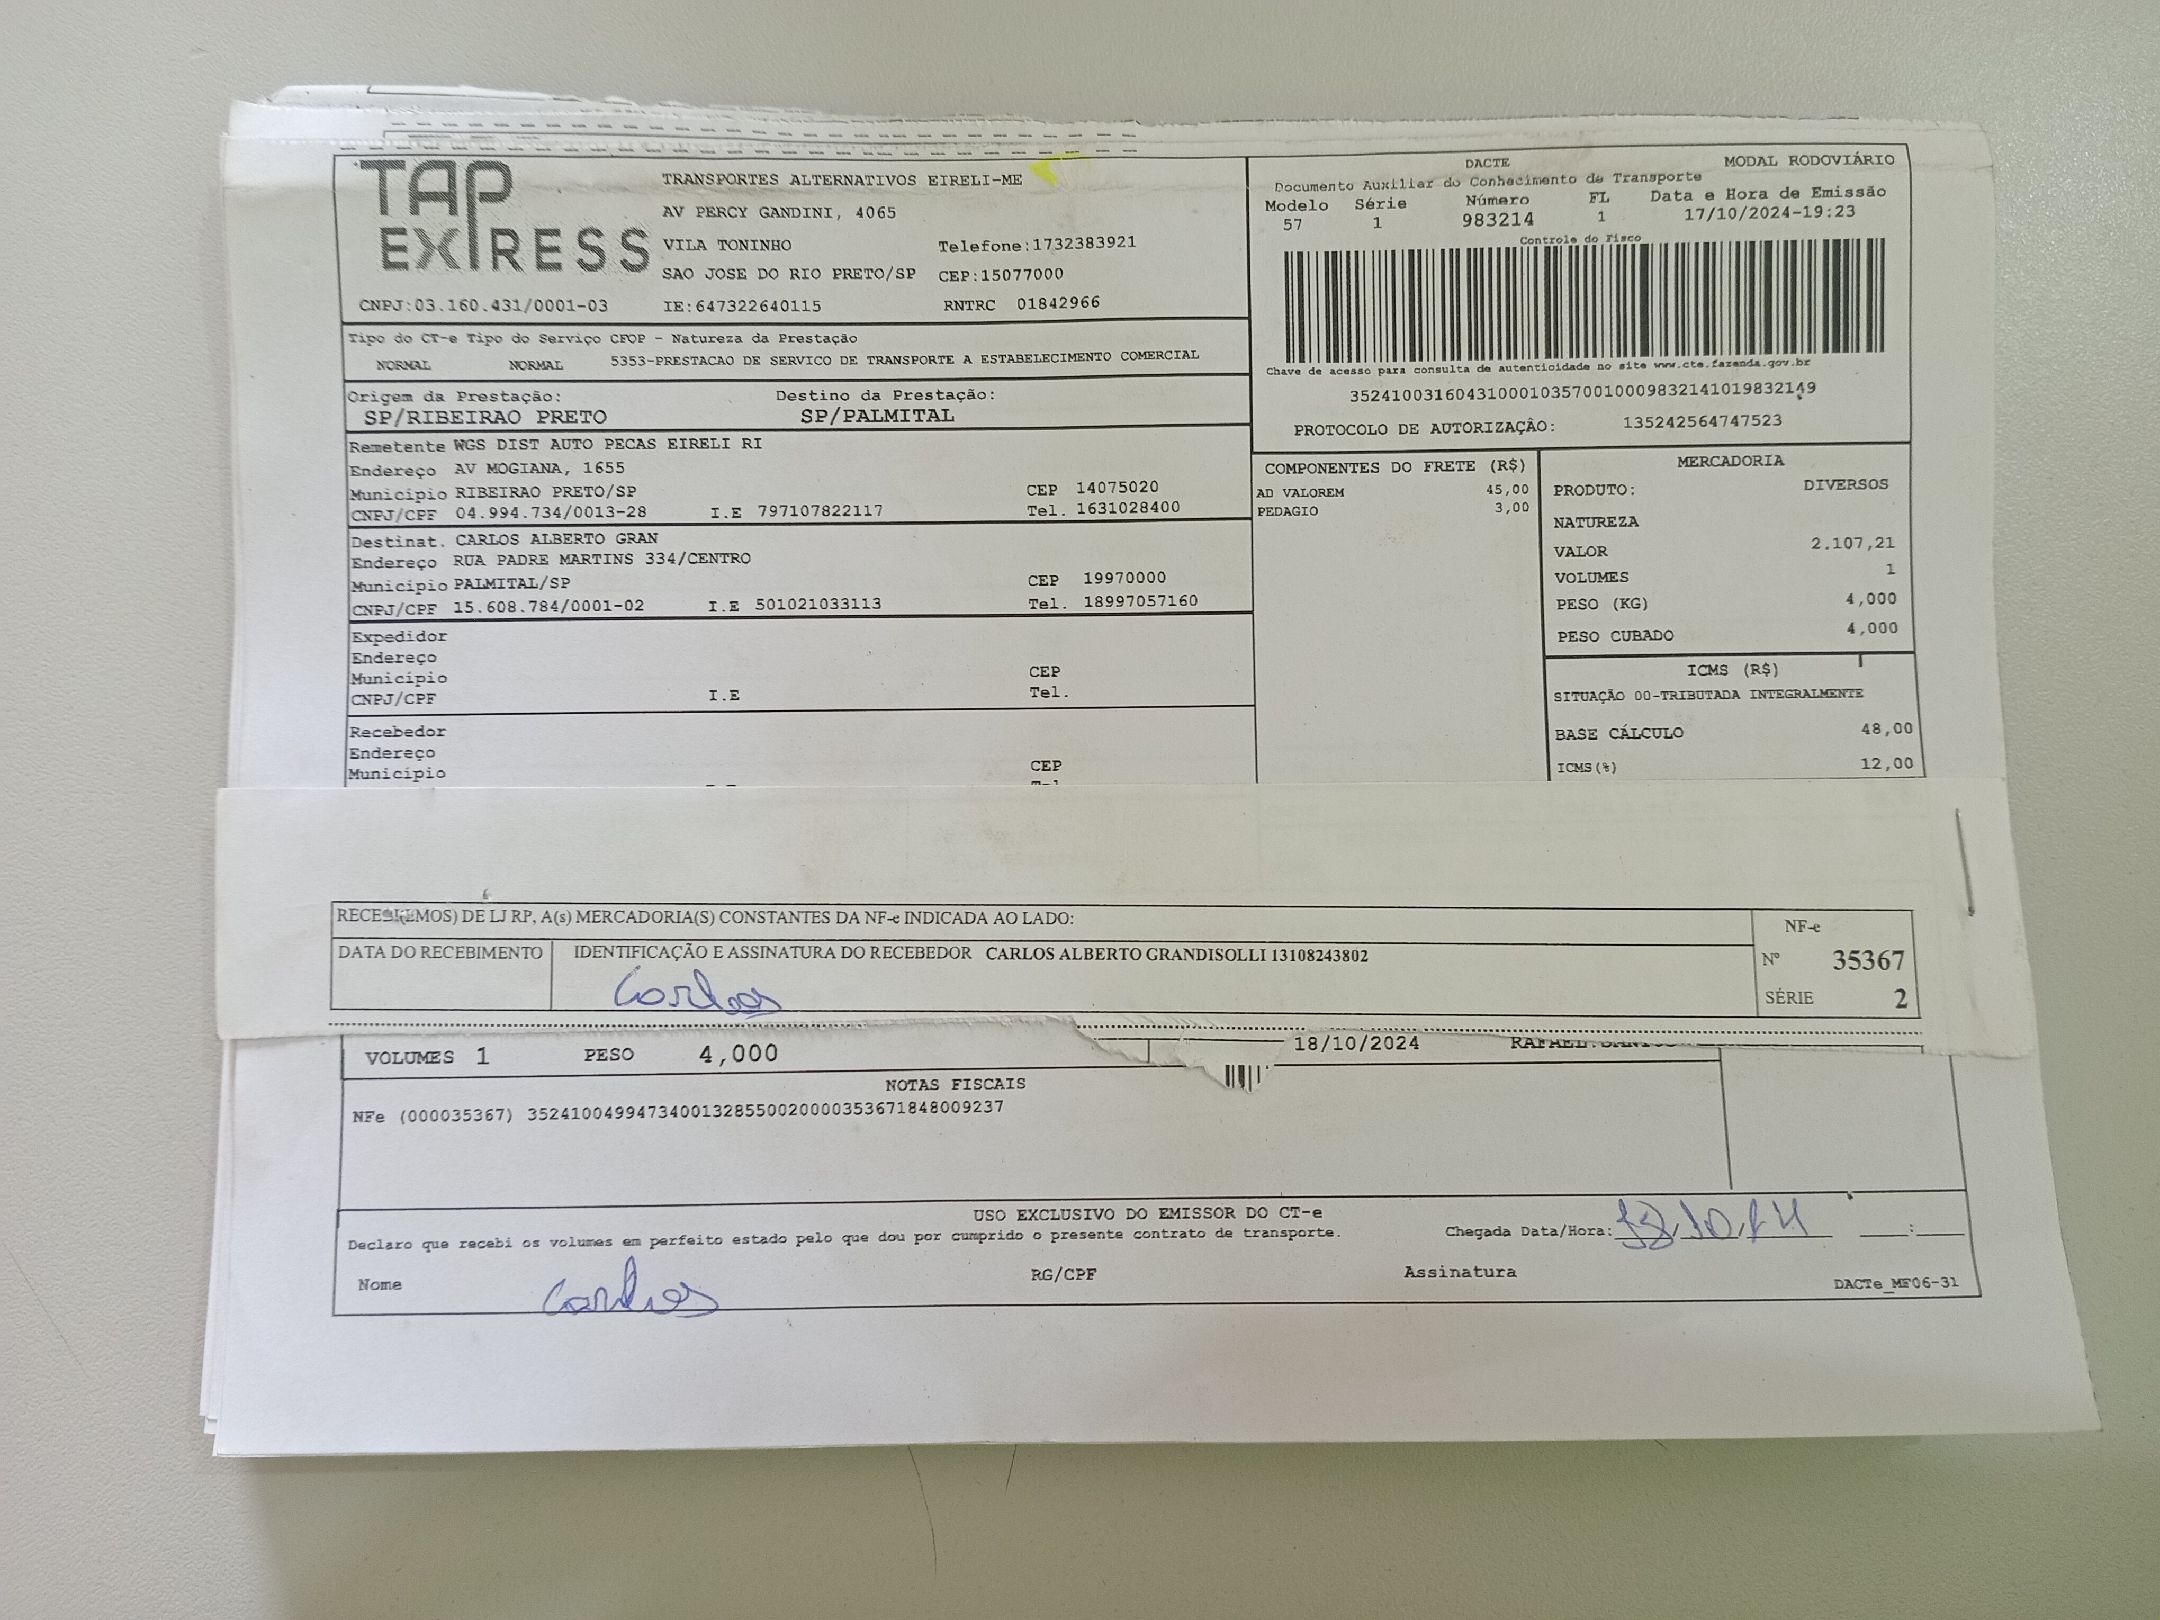 TAP EXPRESS
TRANSPORTES ALTERNATIVOS EIRELI-ME
AV PERCY GANDINI, 4065
VILA TONINHO Telefone:1732383921
SAO JOSE DO RIO PRETO/SP CEP:15077000
CNPJ:03.160.431/0001-03 IE:647322640115 RNTRC 01842966
DACTE MODAL RODOVIÁRIO
Documento Auxiliar do Conhecimento de Transporte
Modelo Série Número FL Data e Hora de Emissão
57 1 983214 1 17/10/2024-19:23
Controle do Fisco
Chave de acesso para consulta de autenticidade no site www.cte.fazenda.gov.br
35241003160431000103570010009832141019832149
PROTOCOLO DE AUTORIZAÇÂO: 135242564747523
Tipo do CT-e Tipo do Serviço CFOP - Natureza da Prestação
NORMAL NORMAL 5353-PRESTACAO DE SERVICO DE TRANSPORTE A ESTABELECIMENTO COMERCIAL
Origem da Prestação: Destino da Prestação:
SP/RIBEIRAO PRETO SP/PALMITAL
Remetente WGS DIST AUTO PECAS EIRELI RI
Endereço AV MOGIANA, 1655
Município RIBEIRAO PRETO/SP CEP 14075020
CNPJ/CPF 04.994.734/0013-28 I.E 797107822117 Tel. 1631028400
Destinat. CARLOS ALBERTO GRAN
Endereço RUA PADRE MARTINS 334/CENTRO
Município PALMITAL/SP CEP 19970000
CNPJ/CPF 15.608.784/0001-02 I.E 501021033113 Tel. 18997057160
Expedidor
Endereço
Município CEP
CNPJ/CPF I.E Tel.
Recebedor
Endereço
Município CEP
COMPONENTES DO FRETE (R$)
AD VALOREM 45,00
PEDAGIO 3,00
MERCADORIA
PRODUTO: DIVERSOS
NATUREZA
VALOR 2.107,21
VOLUMES 1
PESO (KG) 4,000
PESO CUBADO 4,000
ICMS (R$)
SITUAÇÃO 00-TRIBUTADA INTEGRALMENTE
BASE CÁLCULO 48,00
ICMS(%) 12,00
DE LJ RP, A(s) MERCADORIA(S) CONSTANTES DA NF-e INDICADA AO LADO:
DATA DO RECEBIMENTO IDENTIFICAÇÃO E ASSINATURA DO RECEBEDOR CARLOS ALBERTO GRANDISOLLI 13108243802
Carlos
NF-e
Nº 35367
SÉRIE 2
VOLUMES 1 PESO 4,000 18/10/2024
NOTAS FISCAIS
NFe (000035367) 35241004994734001328550020000353671848009237
USO EXCLUSIVO DO EMISSOR DO CT-e
Declaro que recebi os volumes em perfeito estado pelo que dou por cumprido o presente contrato de transporte. Chegada Data/Hora:
Nome Carlos RG/CPF Assinatura DACTe_MF06-31